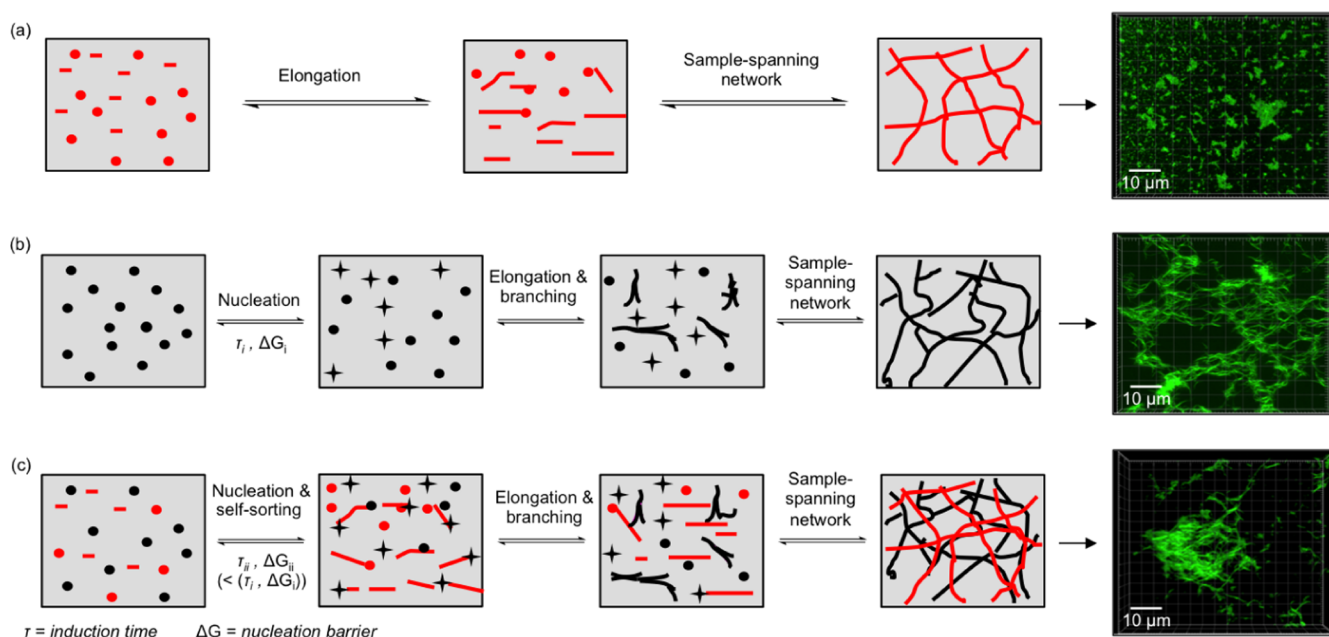 (a)
Elongation
Sample-spanning
network
10 µm
(b)
Nucleation
τi , ΔGi
Elongation &
branching
Sample-
spanning
network
10 µm
(c)
Nucleation &
self-sorting
τii , ΔGii
(< (τi , ΔGi))
Elongation &
branching
Sample-
spanning
network
10 µm
τ = induction time ΔG = nucleation barrier